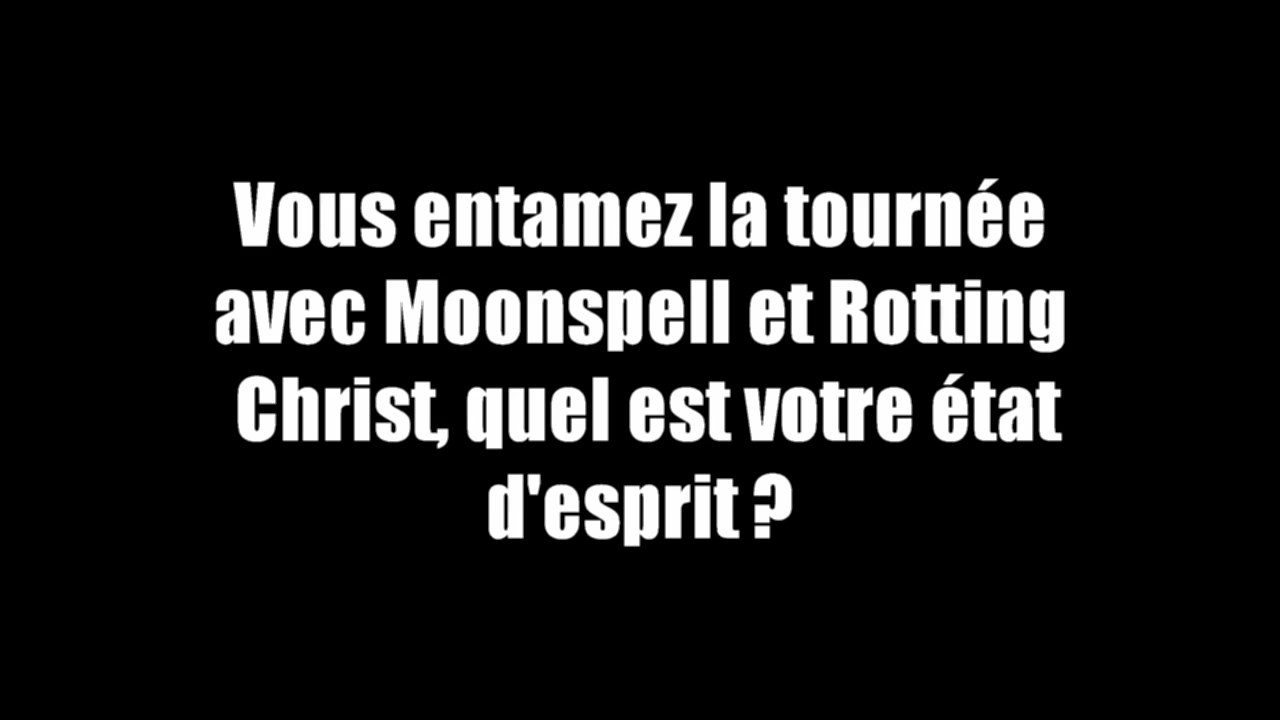 Vous entamez la tournée
avec Moonspell et Rotting
Christ, quel est votre état
d'esprit ?